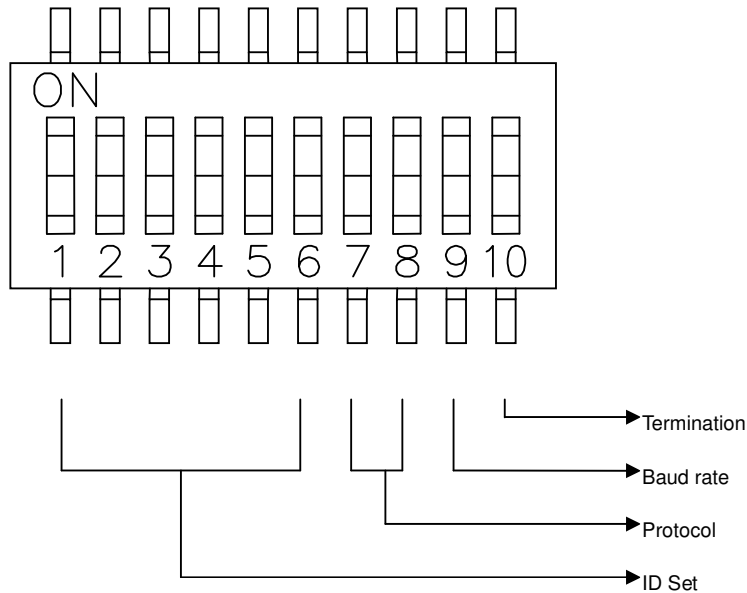 ON
1 2 3 4 5 6 7 8 9 10
Termination
Baud rate
Protocol
ID Set